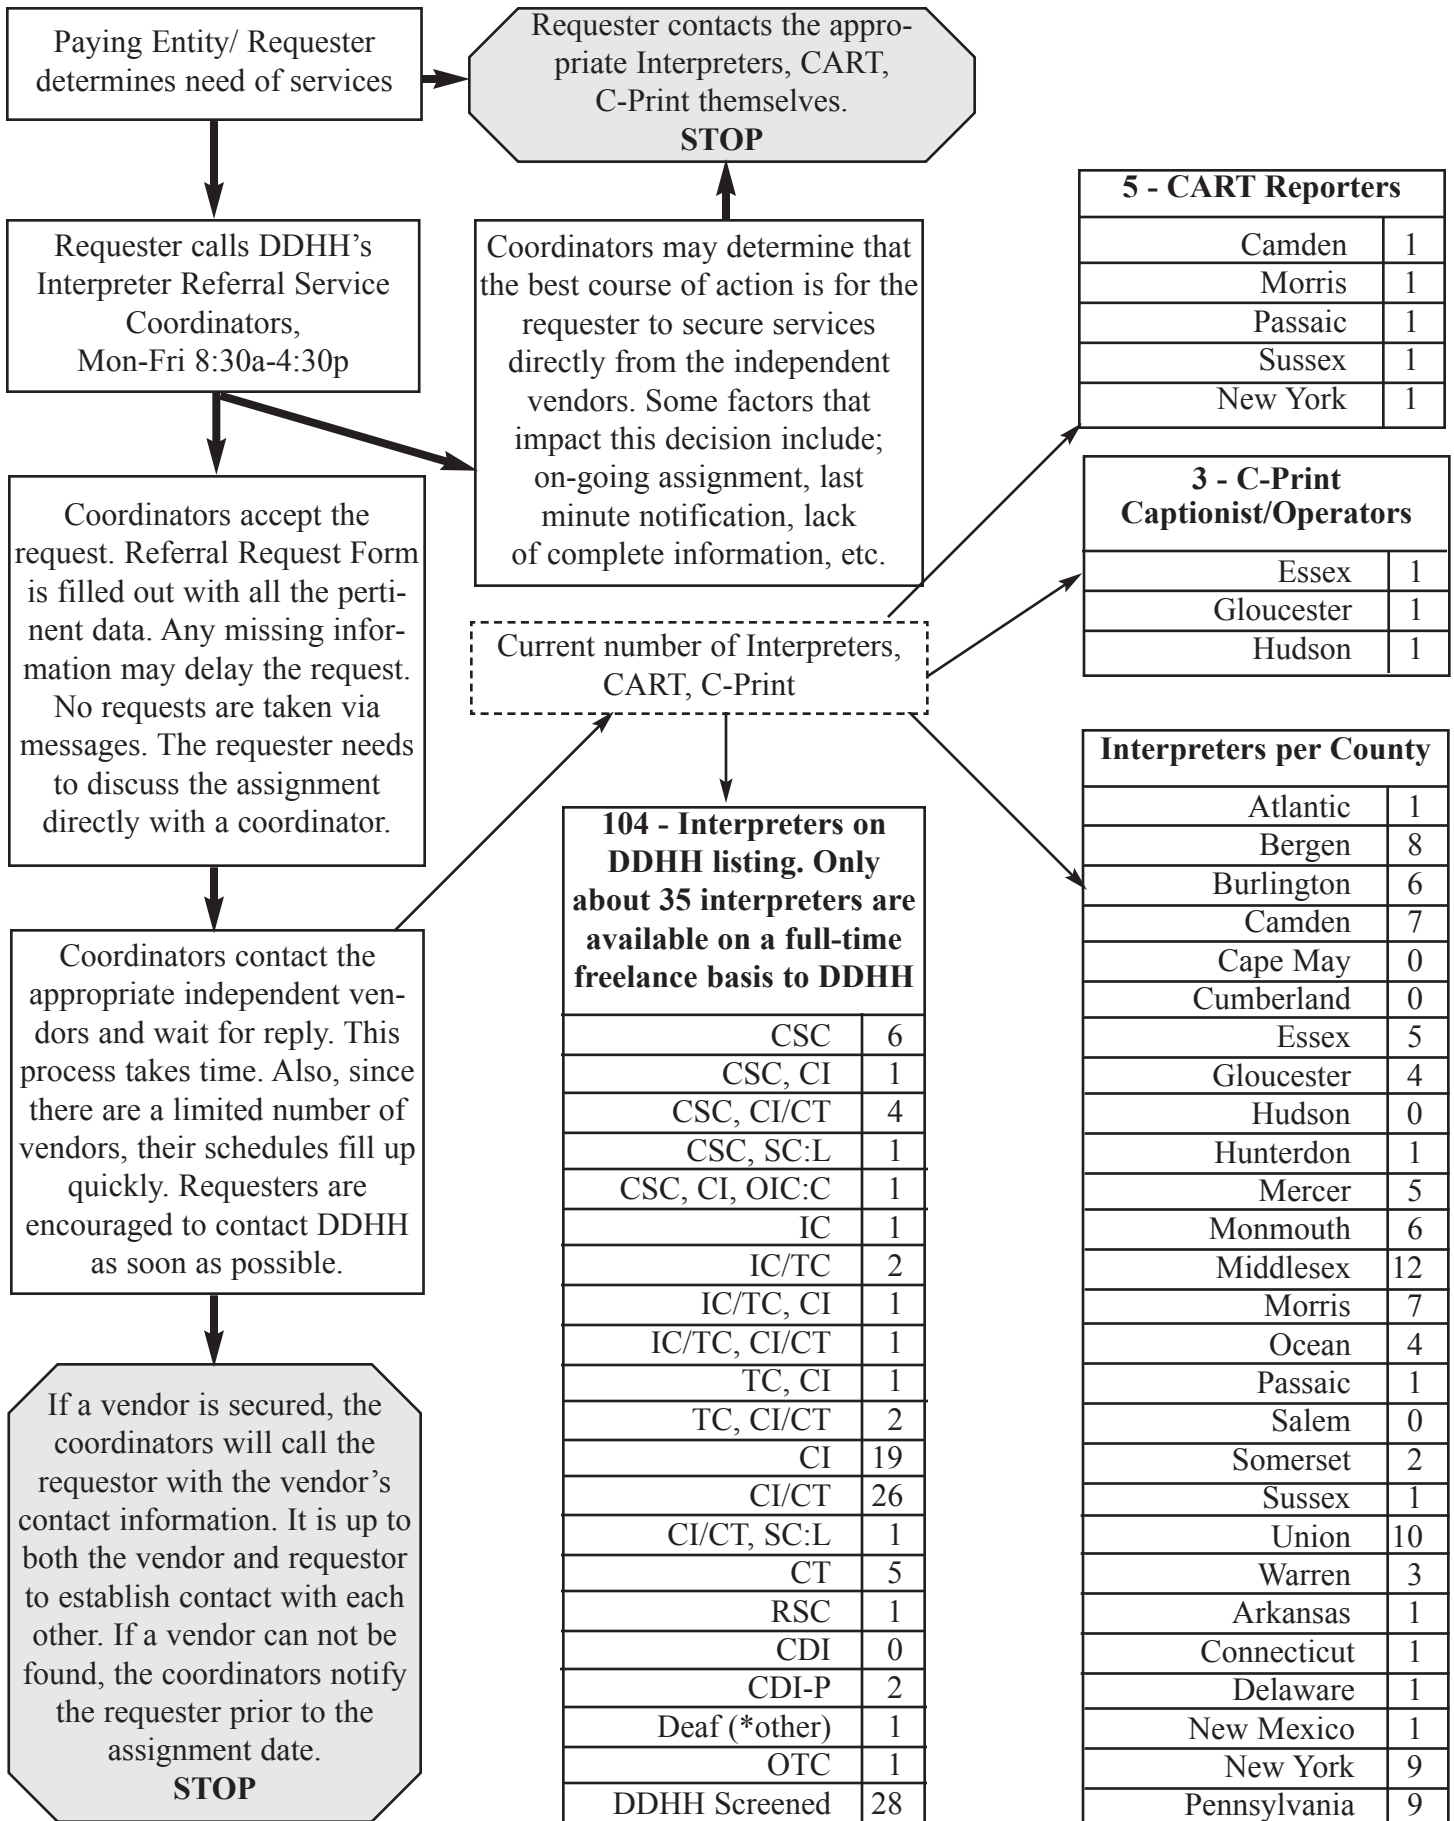 Paying Entity/ Requester
determines need of services
Requester contacts the appro-
priate Interpreters, CART,
C-Print themselves.
STOP
Requester calls DDHH’s
Interpreter Referral Service
Coordinators,
Mon-Fri 8:30a-4:30p
Coordinators may determine that
the best course of action is for the
requester to secure services
directly from the independent
vendors. Some factors that
impact this decision include;
on-going assignment, last
minute notification, lack
of complete information, etc.
Coordinators accept the
request. Referral Request Form
is filled out with all the perti-
nent data. Any missing infor-
mation may delay the request.
No requests are taken via
messages. The requester needs
to discuss the assignment
directly with a coordinator.
Coordinators contact the
appropriate independent ven-
dors and wait for reply. This
process takes time. Also, since
there are a limited number of
vendors, their schedules fill up
quickly. Requesters are
encouraged to contact DDHH
as soon as possible.
If a vendor is secured, the
coordinators will call the
requestor with the vendor’s
contact information. It is up to
both the vendor and requestor
to establish contact with each
other. If a vendor can not be
found, the coordinators notify
the requester prior to the
assignment date.
STOP
Current number of Interpreters,
CART, C-Print
104 - Interpreters on
DDHH listing. Only
about 35 interpreters are
available on a full-time
freelance basis to DDHH
CSC 6
CSC, CI 1
CSC, CI/CT 4
CSC, SC:L 1
CSC, CI, OIC:C 1
IC 1
IC/TC 2
IC/TC, CI 1
IC/TC, CI/CT 1
TC, CI 1
TC, CI/CT 2
CI 19
CI/CT 26
CI/CT, SC:L 1
CT 5
RSC 1
CDI 0
CDI-P 2
Deaf (*other) 1
OTC 1
DDHH Screened 28
5 - CART Reporters
Camden 1
Morris 1
Passaic 1
Sussex 1
New York 1
3 - C-Print
Captionist/Operators
Essex 1
Gloucester 1
Hudson 1
Interpreters per County
Atlantic 1
Bergen 8
Burlington 6
Camden 7
Cape May 0
Cumberland 0
Essex 5
Gloucester 4
Hudson 0
Hunterdon 1
Mercer 5
Monmouth 6
Middlesex 12
Morris 7
Ocean 4
Passaic 1
Salem 0
Somerset 2
Sussex 1
Union 10
Warren 3
Arkansas 1
Connecticut 1
Delaware 1
New Mexico 1
New York 9
Pennsylvania 9